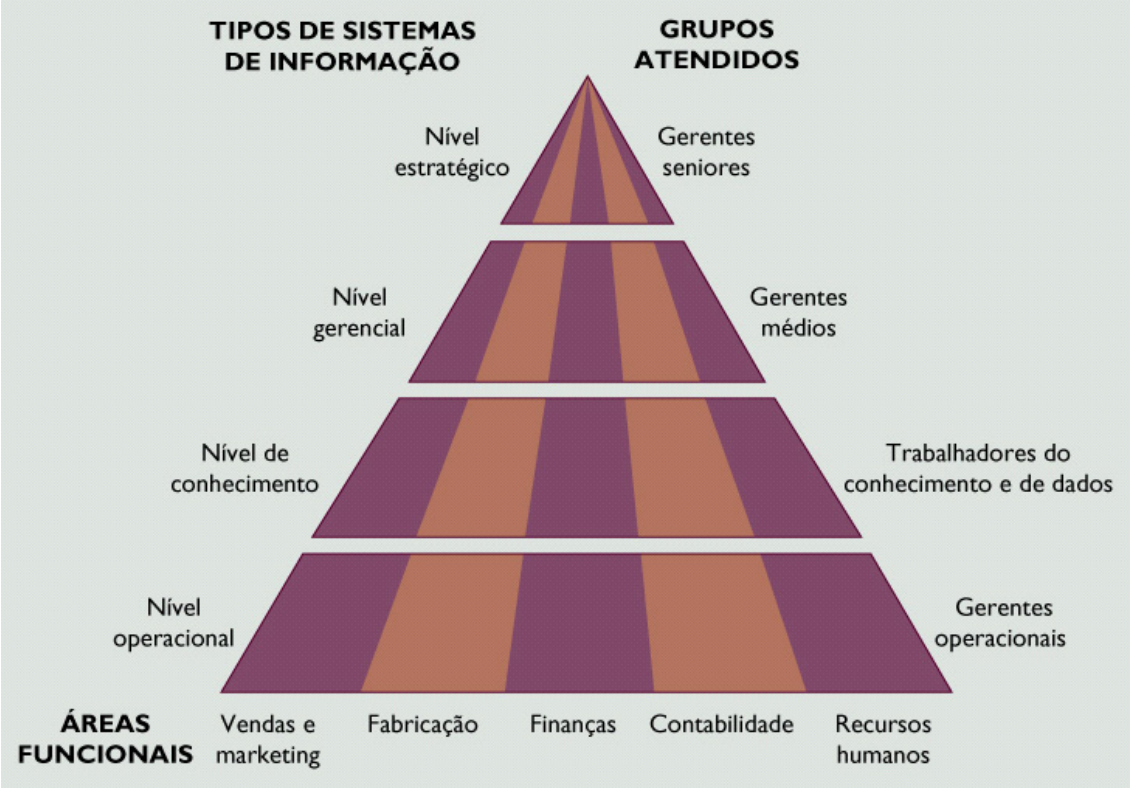 TIPOS DE SISTEMAS
DE INFORMAÇÃO
GRUPOS
ATENDIDOS
Nível
estratégico
Gerentes
seniores
Nível
gerencial
Gerentes
médios
Nível de
conhecimento
Trabalhadores do
conhecimento e de dados
Nível
operacional
Gerentes
operacionais
ÁREAS
FUNCIONAIS
Vendas e
marketing
Fabricação
Finanças
Contabilidade
Recursos
humanos